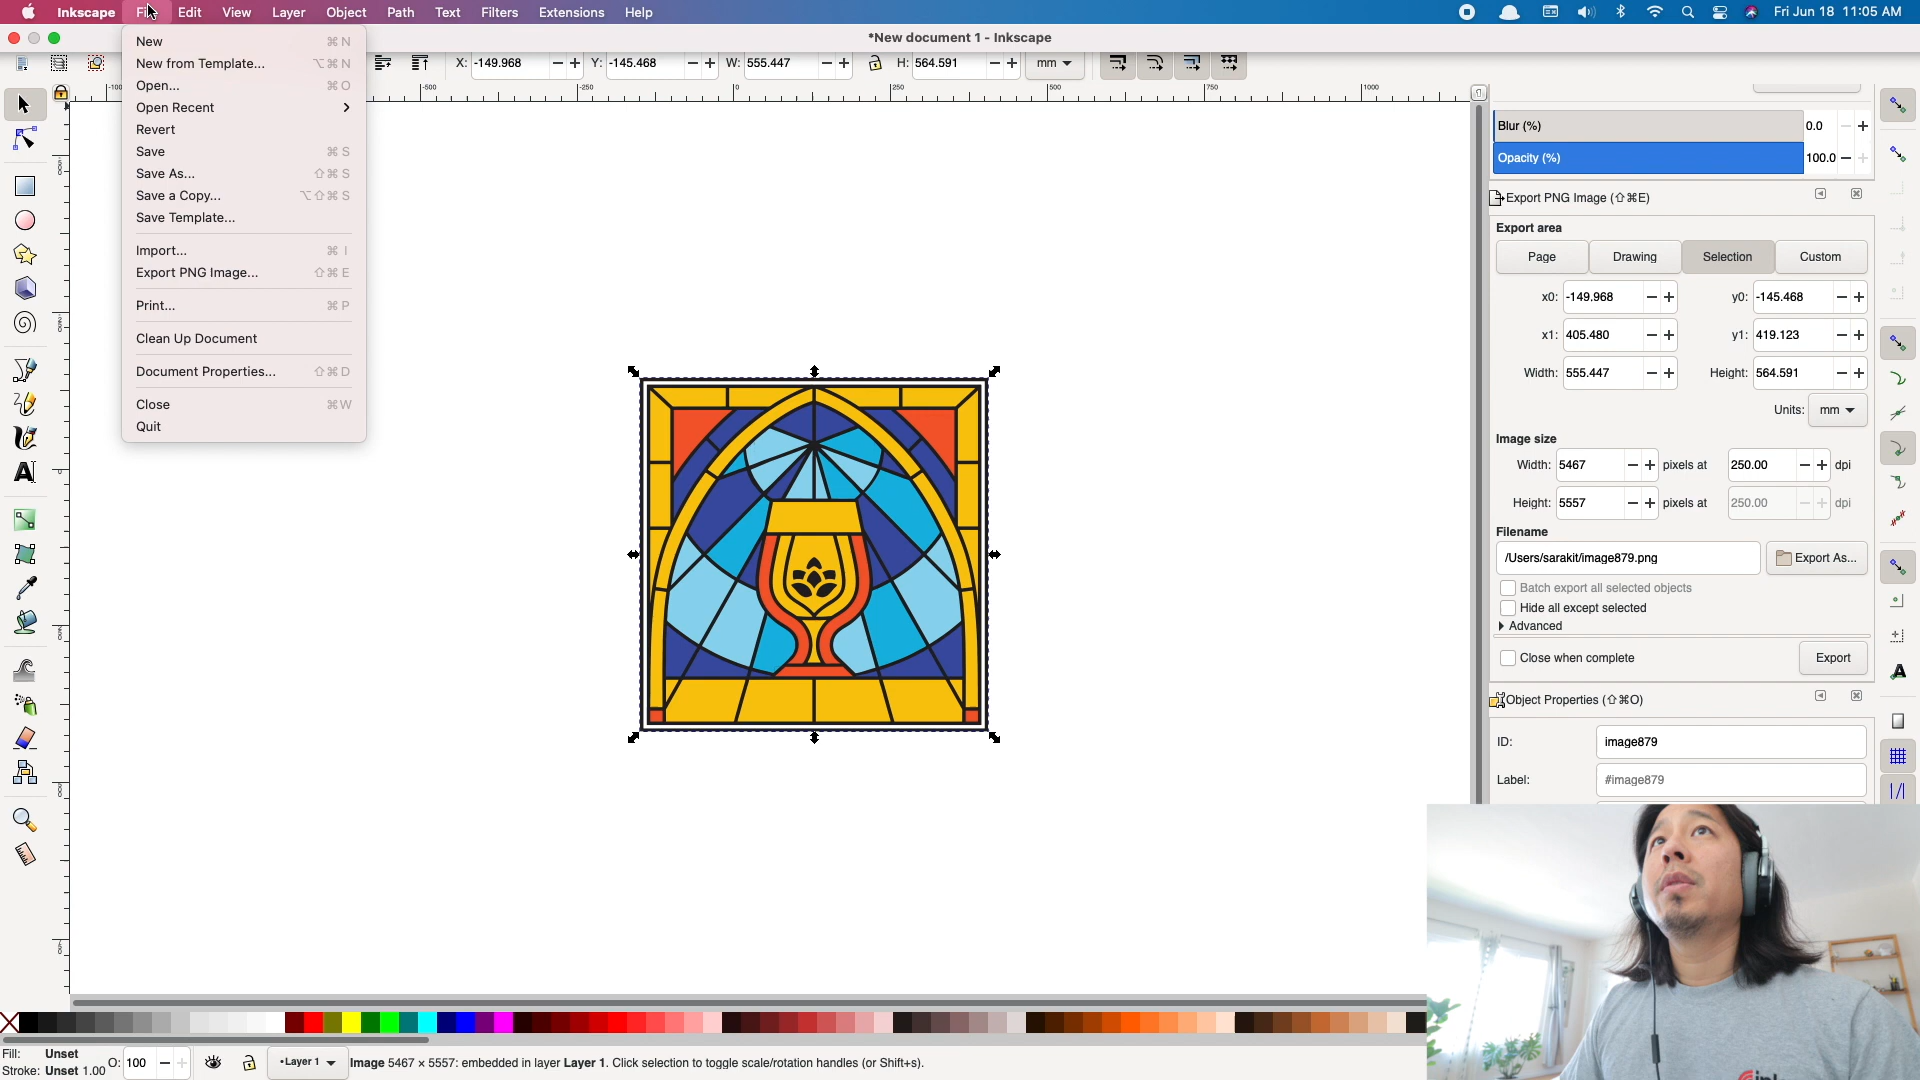 Inkscape File Edit View Layer Object Path Text Filters Extensions Help Fri Jun 18 11:05 AM
*New document 1 - Inkscape
X: -149.968 Y: -145.468 W: 555.447 H: 564.591 mm
New ⌘ N
New from Template... ⌥⌘ N
Open... ⌘ O
Open Recent
Revert
Save ⌘ S
Save As... ⇧⌘ S
Save a Copy... ⌥⇧⌘ S
Save Template...
Import... ⌘ I
Export PNG Image... ⇧⌘ E
Print... ⌘ P
Clean Up Document
Document Properties... ⇧⌘ D
Close ⌘W
Quit
-500 -250 0 250 500 750 1000
Blur (%) 0.0
Opacity (%) 100.0
Export PNG Image (⇧⌘E)
Export area
Page Drawing Selection Custom
x0: -149.968 y0: -145.468
x1: 405.480 y1: 419.123
Width: 555.447 Height: 564.591
Units: mm
Image size
Width: 5467 pixels at 250.00 dpi
Height: 5557 pixels at 250.00 dpi
Filename
/Users/sarakit/image879.png Export As...
Batch export all selected objects
Hide all except selected
Advanced
Close when complete Export
Object Properties (⇧⌘O)
ID: image879
Label: #image879
Fill: Unset O: 100 •Layer 1 Image 5467 × 5557: embedded in layer Layer 1. Click selection to toggle scale/rotation handles (or Shift+s).
Stroke: Unset 1.00